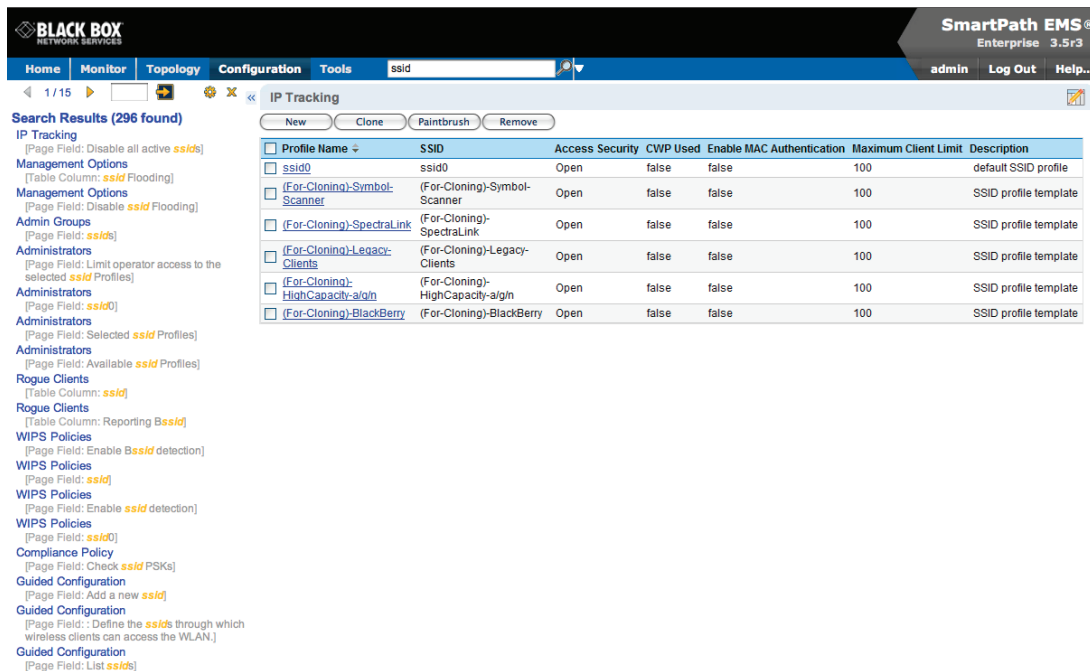 BLACK BOX
NETWORK SERVICES
SmartPath EMS®
Enterprise 3.5r3
Home Monitor Topology Configuration Tools ssid admin Log Out Help..
1/15 «
Search Results (296 found)
IP Tracking
[Page Field: Disable all active ssids]
Management Options
[Table Column: ssid Flooding]
Management Options
[Page Field: Disable ssid Flooding]
Admin Groups
[Page Field: ssids]
Administrators
[Page Field: Limit operator access to the
selected ssid Profiles]
Administrators
[Page Field: ssid0]
Administrators
[Page Field: Selected ssid Profiles]
Administrators
[Page Field: Available ssid Profiles]
Rogue Clients
[Table Column: ssid]
Rogue Clients
[Table Column: Reporting Bssid]
WIPS Policies
[Page Field: Enable Bssid detection]
WIPS Policies
[Page Field: ssid]
WIPS Policies
[Page Field: Enable ssid detection]
WIPS Policies
[Page Field: ssid0]
Compliance Policy
[Page Field: Check ssid PSKs]
Guided Configuration
[Page Field: Add a new ssid]
Guided Configuration
[Page Field: : Define the ssids through which
wireless clients can access the WLAN.]
Guided Configuration
[Page Field: List ssids]
IP Tracking
New Clone Paintbrush Remove
Profile Name SSID Access Security CWP Used Enable MAC Authentication Maximum Client Limit Description
ssid0 ssid0 Open false false 100 default SSID profile
(For-Cloning)-Symbol- (For-Cloning)-Symbol-
Scanner Scanner Open false false 100 SSID profile template
(For-Cloning)-SpectraLink (For-Cloning)-
SpectraLink Open false false 100 SSID profile template
(For-Cloning)-Legacy- (For-Cloning)-Legacy-
Clients Clients Open false false 100 SSID profile template
(For-Cloning)- (For-Cloning)-
HighCapacity-a/g/n HighCapacity-a/g/n Open false false 100 SSID profile template
(For-Cloning)-BlackBerry (For-Cloning)-BlackBerry Open false false 100 SSID profile template